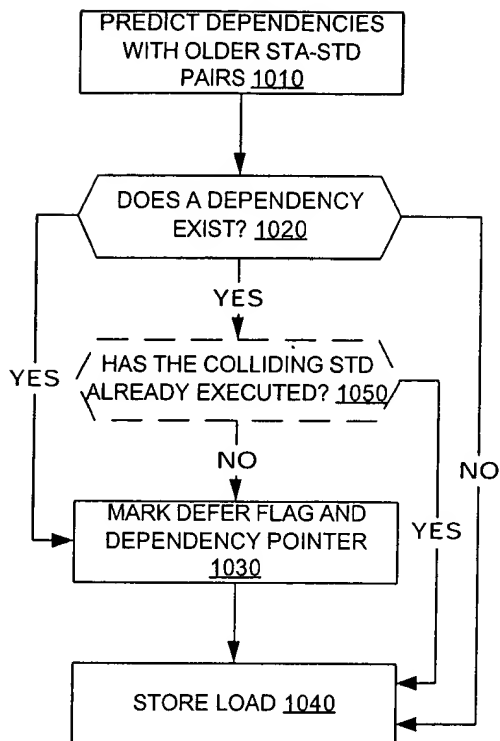 PREDICT DEPENDENCIES
WITH OLDER STA-STD
PAIRS 1010
DOES A DEPENDENCY
EXIST? 1020
YES
YES
HAS THE COLLIDING STD
ALREADY EXECUTED? 1050
NO
NO
YES
MARK DEFER FLAG AND
DEPENDENCY POINTER
1030
STORE LOAD 1040